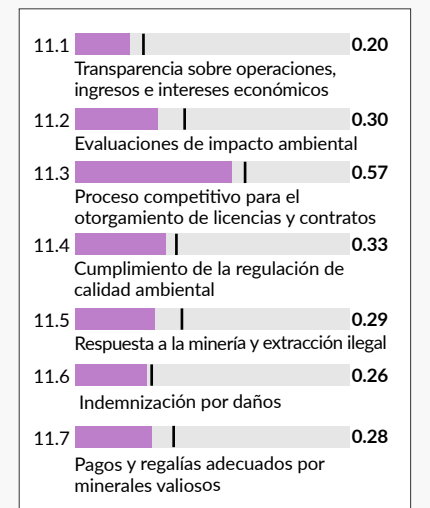 11.1 0.20
Transparencia sobre operaciones,
ingresos e intereses económicos
11.2 0.30
Evaluaciones de impacto ambiental
11.3 0.57
Proceso competitivo para el
otorgamiento de licencias y contratos
11.4 0.33
Cumplimiento de la regulación de
calidad ambiental
11.5 0.29
Respuesta a la minería y extracción ilegal
11.6 0.26
Indemnización por daños
11.7 0.28
Pagos y regalías adecuados por
minerales valiosos